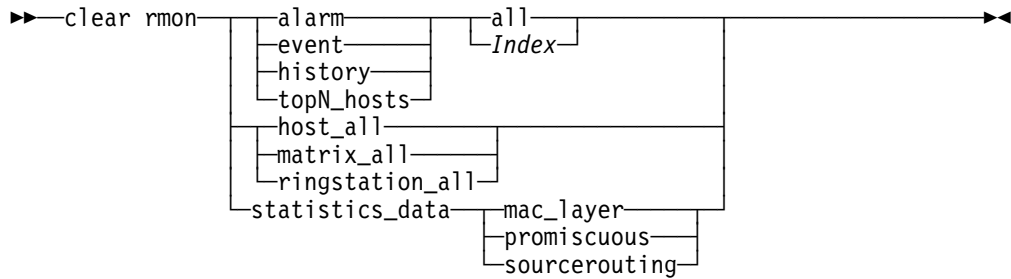 clear rmon alarm all
event Index
history
topN_hosts
host_all
matrix_all
ringstation_all
statistics_data mac_layer
promiscuous
sourcerouting